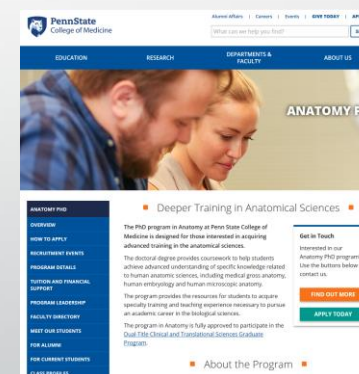 Alumni Affairs | Careers | Events | GIVE TODAY |
PennState
College of Medicine
What can we help you find?
EDUCATION
RESEARCH
DEPARTMENTS &
FACULTY
ABOUT US
ANATOMY
ANATOMY PHD
OVERVIEW
HOW TO APPLY
RECRUITMENT EVENTS
PROGRAM DETAILS
TUITION AND FINANCIAL
SUPPORT
PROGRAM LEADERSHIP
FACULTY DIRECTORY
MEET OUR STUDENTS
FOR ALUMNI
FOR CURRENT STUDENTS
CLASS PROFILES
Deeper Training in Anatomical Sciences
The PhD program in Anatomy at Penn State College of
Medicine is designed for those interested in acquiring
advanced training in the anatomical sciences.
The doctoral degree provides coursework to help students
achieve advanced understanding of specific knowledge related
to human anatomic sciences, including medical gross anatomy,
human embryology and human microscopic anatomy.
The program provides the resources for students to acquire
specialty training and teaching experience necessary to pursue
an academic career in the biological sciences.
The program in Anatomy is fully approved to participate in the
Dual Title Clinical and Translational Sciences Graduate
Program.
About the Program
Get in Touch
Interested in our
Anatomy PhD program
Use the buttons below
contact us.
FIND OUT MORE
APPLY TODAY